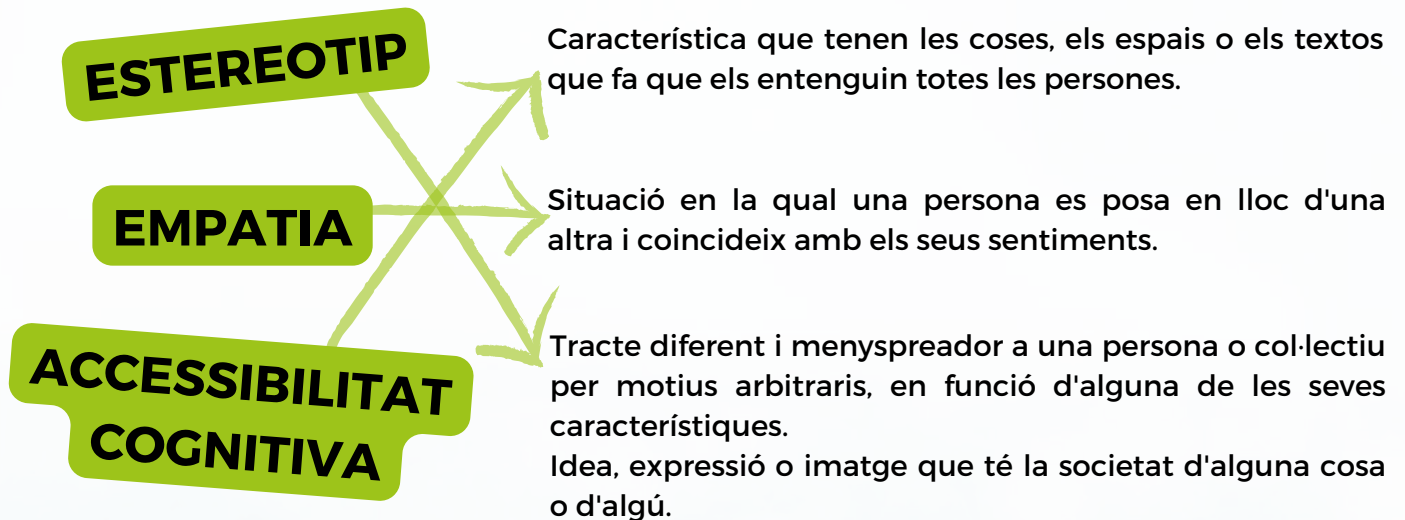 ESTEREOTIP
Característica que tenen les coses, els espais o els textos
que fa que els entenguin totes les persones.
EMPATIA
Situació en la qual una persona es posa en lloc d'una
altra i coincideix amb els seus sentiments.
ACCESSIBILITAT
COGNITIVA
Tracte diferent i menyspreador a una persona o col·lectiu
per motius arbitraris, en funció d'alguna de les seves
característiques.
Idea, expressió o imatge que té la societat d'alguna cosa
o d'algú.